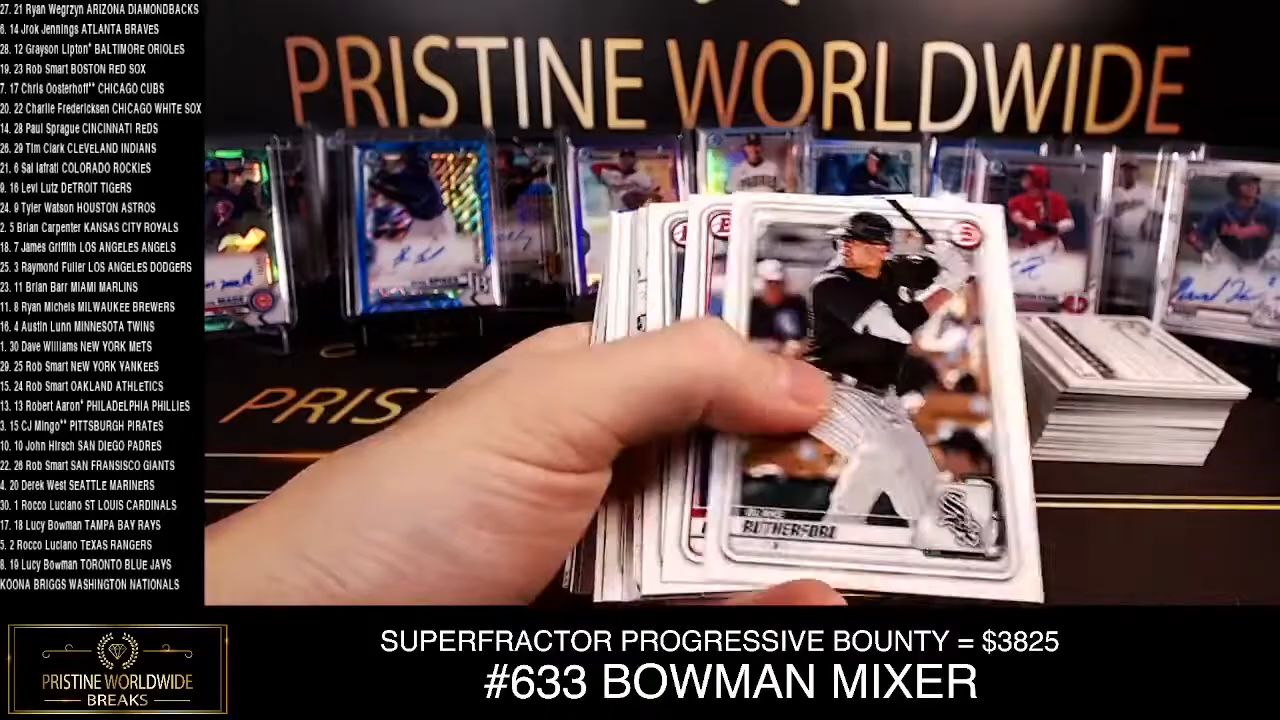 27. 21 Ryan Wegrzyn ARIZONA DIAMONDBACKS
6. 14 Jrok Jennings ATLANTA BRAVES
28. 12 Grayson Lipton* BALTIMORE ORIOLES
19. 23 Rob Smart BOSTON RED SOX
7. 17 Chris Oosterhoff** CHICAGO CUBS
20. 22 Charlie Fredericksen CHICAGO WHITE SOX
14. 28 Paul Sprague CINCINNATI REDS
26. 29 Tim Clark CLEVELAND INDIANS
21. 6 Sal Iafrati COLORADO ROCKIES
9. 16 Levi Lutz DETROIT TIGERS
24. 9 Tyler Watson HOUSTON ASTROS
2. 5 Brian Carpenter KANSAS CITY ROYALS
18. 7 James Griffith LOS ANGELES ANGELS
25. 3 Raymond Fuller LOS ANGELES DODGERS
23. 11 Brian Barr MIAMI MARLINS
11. 8 Ryan Michels MILWAUKEE BREWERS
16. 4 Austin Lunn MINNESOTA TWINS
1. 30 Dave Williams NEW YORK METS
29. 25 Rob Smart NEW YORK YANKEES
15. 24 Rob Smart OAKLAND ATHLETICS
13. 13 Robert Aaron* PHILADELPHIA PHILLIES
3. 15 CJ Mingo** PITTSBURGH PIRATES
10. 10 John Hirsch SAN DIEGO PADRES
22. 26 Rob Smart SAN FRANSISCO GIANTS
4. 20 Derek West SEATTLE MARINERS
30. 1 Rocco Luciano ST LOUIS CARDINALS
17. 18 Lucy Bowman TAMPA BAY RAYS
5. 2 Rocco Luciano TEXAS RANGERS
8. 19 Lucy Bowman TORONTO BLUE JAYS
KOONA BRIGGS WASHINGTON NATIONALS
PRISTINE WORLDWIDE
PRIS
RUTHERFORD
PRISTINE WORLDWIDE
BREAKS
SUPERFRACTOR PROGRESSIVE BOUNTY = $3825
#633 BOWMAN MIXER